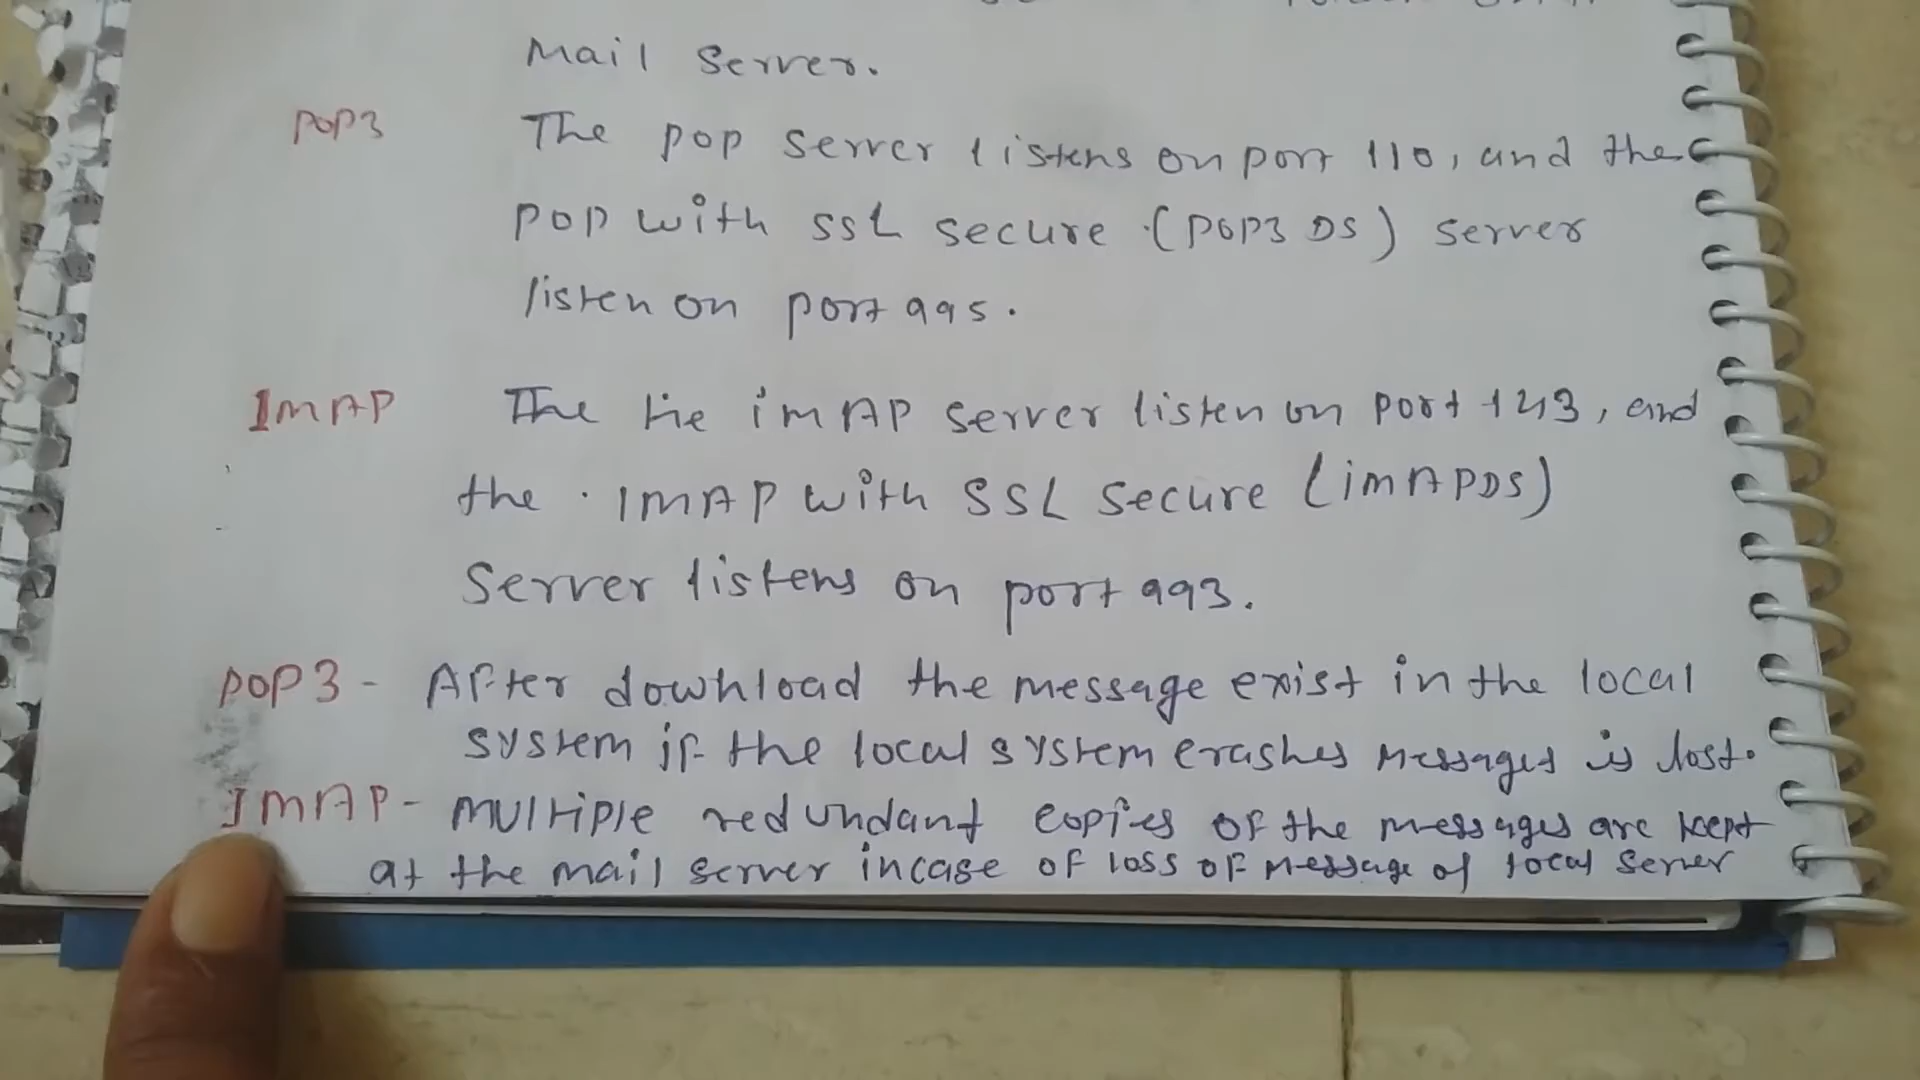 Mail Server.
POP3 The POP Server listens on port 110, and the
POP with SSL secure (POP3 DS) server
listen on port 995.
IMAP The the iMAP Server listen on port 143, and
the IMAP with SSL Secure (iMAPDS)
Server listens on port 993.
POP3 - After download the message exist in the local
system if the local system crashes messages is lost.
IMAP - Multiple redundant copies of the messages are kept
at the mail server incase of loss of message of local server